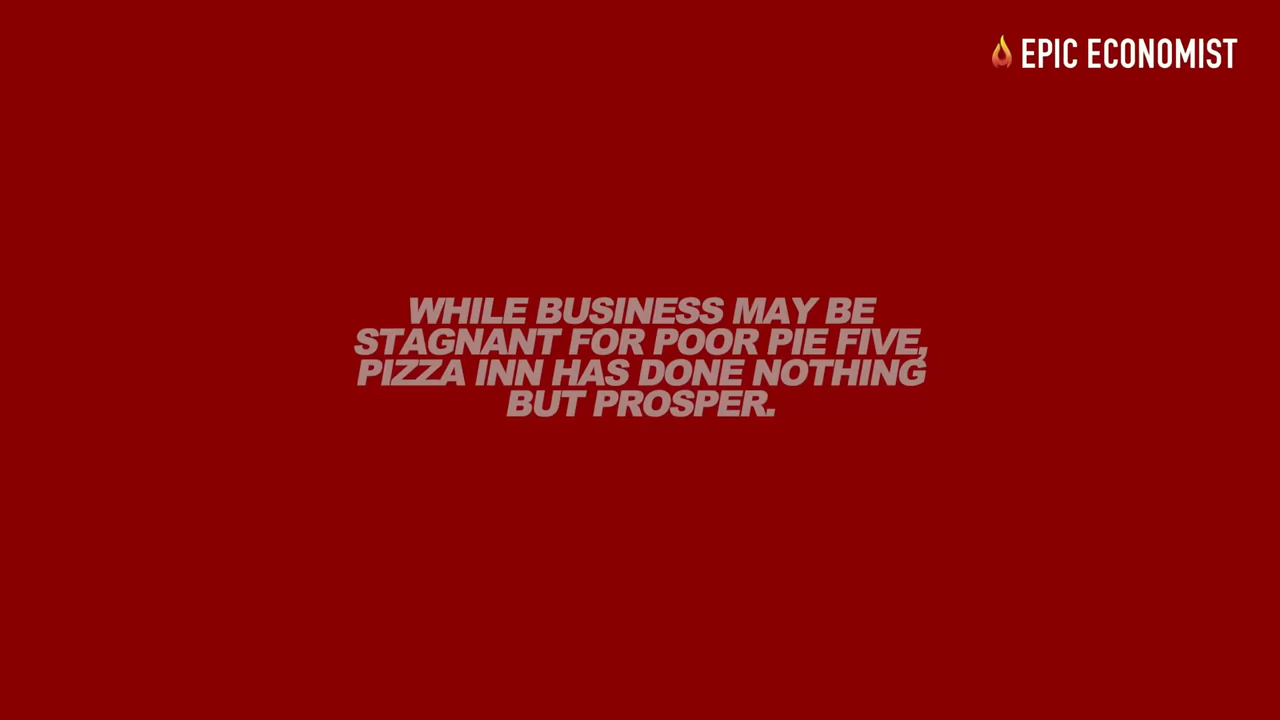 EPIC ECONOMIST
WHILE BUSINESS MAY BE
STAGNANT FOR POOR PIE FIVE,
PIZZA INN HAS DONE NOTHING
BUT PROSPER.